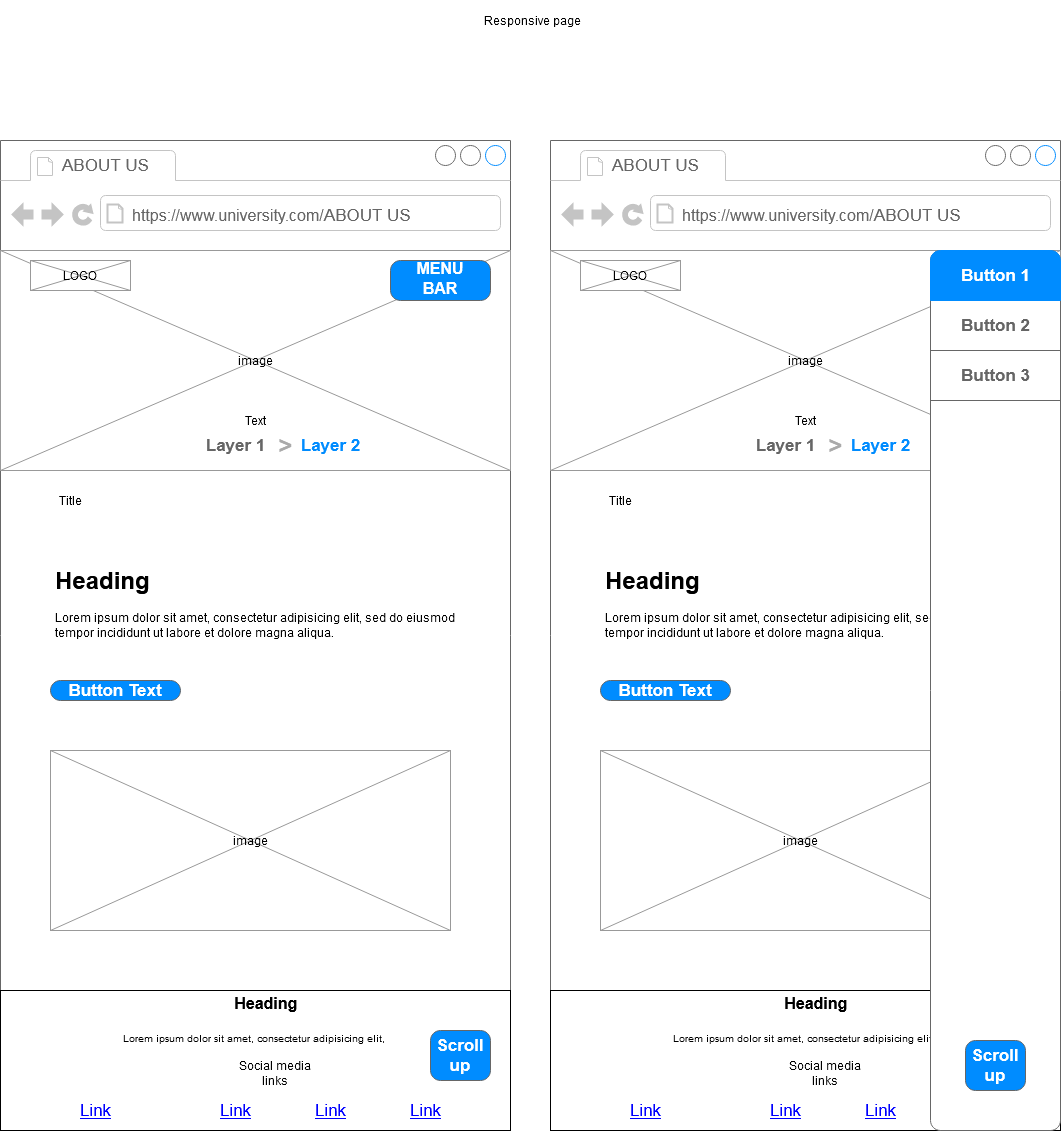 Responsive page
ABOUT US
https://www.university.com/ABOUT US
LOGO
MENU
BAR
image
Text
Layer 1 > Layer 2
Title
Heading
Lorem ipsum dolor sit amet, consectetur adipisicing elit, sed do eiusmod
tempor incididunt ut labore et dolore magna aliqua.
Button Text
image
Heading
Lorem ipsum dolor sit amet, consectetur adipisicing elit,
Scroll
up
Social media
links
Link Link Link Link
ABOUT US
https://www.university.com/ABOUT US
LOGO
Button 1
Button 2
Button 3
image
Text
Layer 1 > Layer 2
Title
Heading
Lorem ipsum dolor sit amet, consectetur adipisicing elit, se
tempor incididunt ut labore et dolore magna aliqua.
Button Text
image
Heading
Lorem ipsum dolor sit amet, consectetur adipisicing elit
Scroll
up
Social media
links
Link Link Link